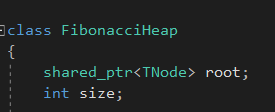 class FibonacciHeap
{
shared_ptr<TNode> root;
int size;